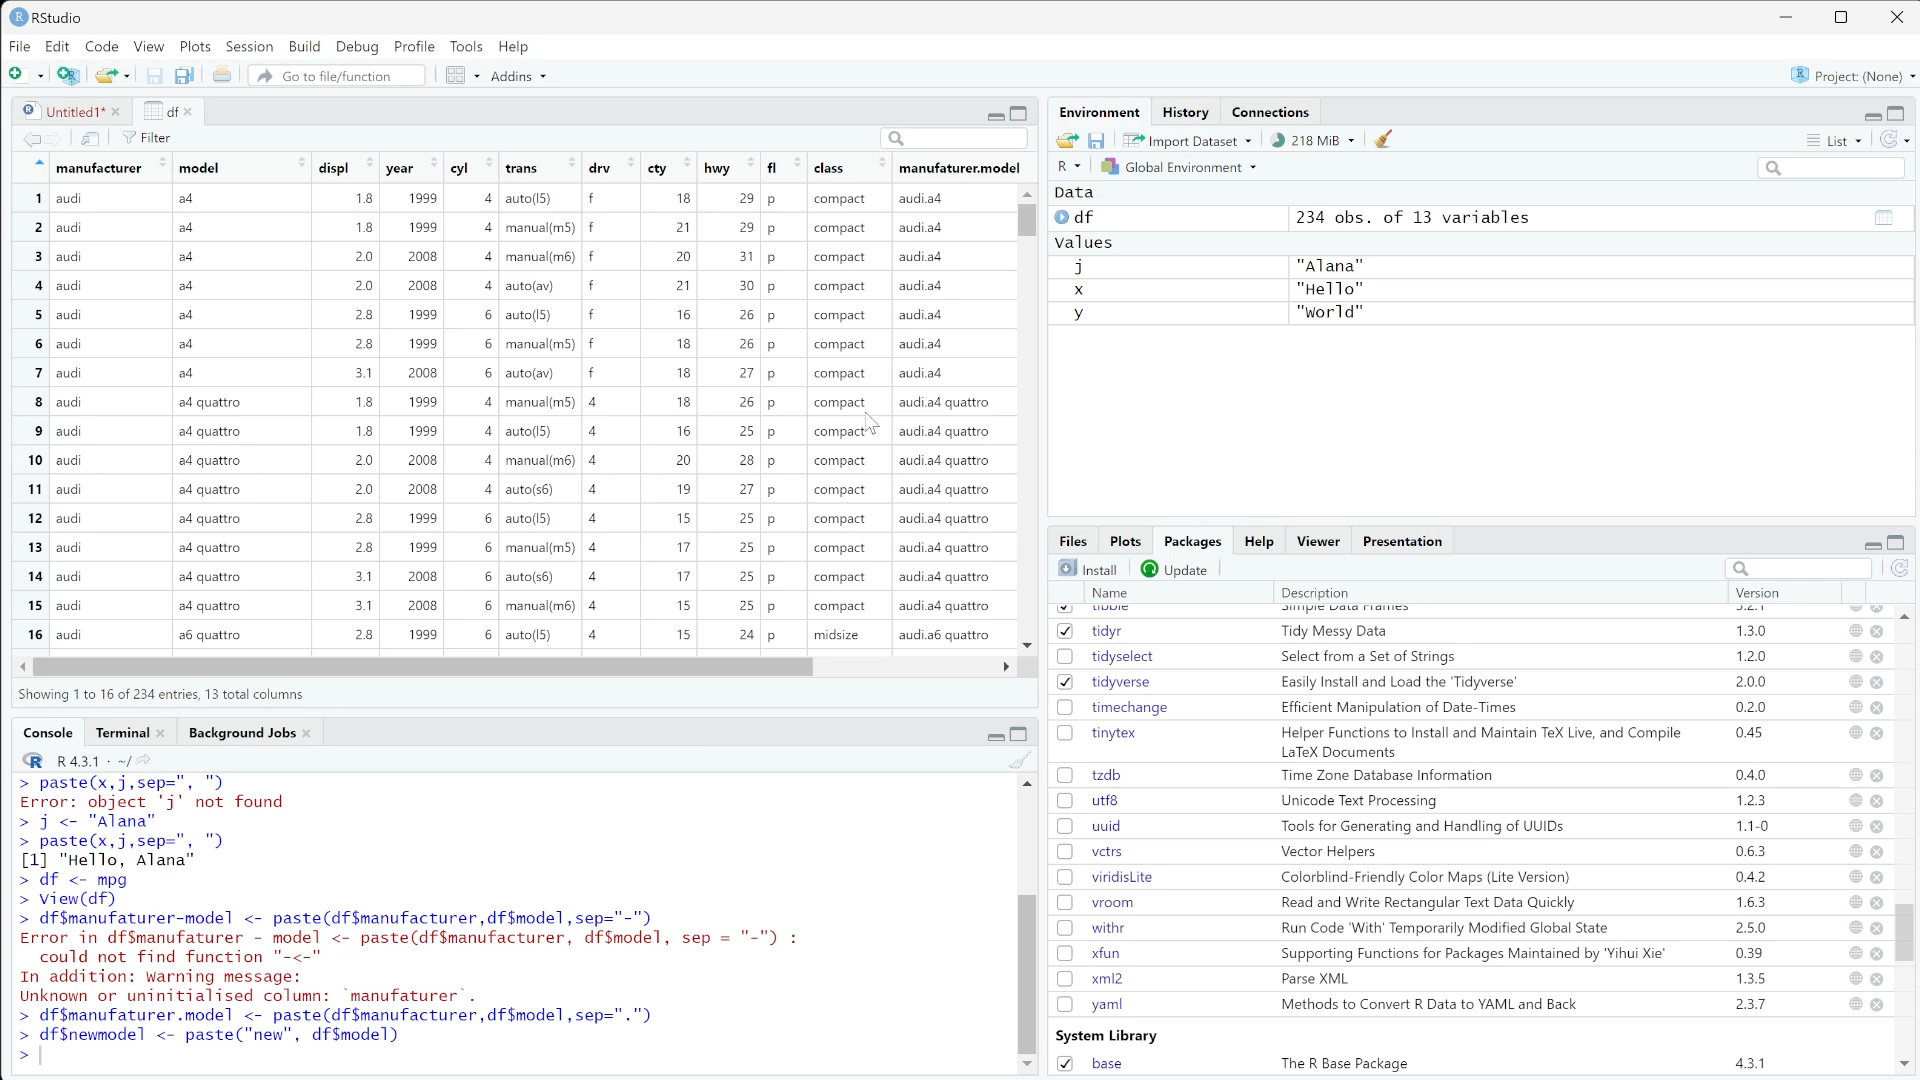 RStudio
File Edit Code View Plots Session Build Debug Profile Tools Help
Go to file/function Addins Project: (None)
Untitled1* df
Filter
manufacturer model displ year cyl trans drv cty hwy fl class manufaturer.model
1 audi a4 1.8 1999 4 auto(l5) f 18 29 p compact audi.a4
2 audi a4 1.8 1999 4 manual(m5) f 21 29 p compact audi.a4
3 audi a4 2.0 2008 4 manual(m6) f 20 31 p compact audi.a4
4 audi a4 2.0 2008 4 auto(av) f 21 30 p compact audi.a4
5 audi a4 2.8 1999 6 auto(l5) f 16 26 p compact audi.a4
6 audi a4 2.8 1999 6 manual(m5) f 18 26 p compact audi.a4
7 audi a4 3.1 2008 6 auto(av) f 18 27 p compact audi.a4
8 audi a4 quattro 1.8 1999 4 manual(m5) 4 18 26 p compact audi.a4 quattro
9 audi a4 quattro 1.8 1999 4 auto(l5) 4 16 25 p compact audi.a4 quattro
10 audi a4 quattro 2.0 2008 4 manual(m6) 4 20 28 p compact audi.a4 quattro
11 audi a4 quattro 2.0 2008 4 auto(s6) 4 19 27 p compact audi.a4 quattro
12 audi a4 quattro 2.8 1999 6 auto(l5) 4 15 25 p compact audi.a4 quattro
13 audi a4 quattro 2.8 1999 6 manual(m5) 4 17 25 p compact audi.a4 quattro
14 audi a4 quattro 3.1 2008 6 auto(s6) 4 17 25 p compact audi.a4 quattro
15 audi a4 quattro 3.1 2008 6 manual(m6) 4 15 25 p compact audi.a4 quattro
16 audi a6 quattro 2.8 1999 6 auto(l5) 4 15 24 p midsize audi.a6 quattro
Showing 1 to 16 of 234 entries, 13 total columns
Console Terminal Background Jobs
R 4.3.1 · ~/
> paste(x,j,sep=", ")
Error: object 'j' not found
> j <- "Alana"
> paste(x,j,sep=", ")
[1] "Hello, Alana"
> df <- mpg
> View(df)
> df$manufaturer-model <- paste(df$manufacturer,df$model,sep="-")
Error in df$manufaturer - model <- paste(df$manufacturer, df$model, sep = "-") :
could not find function "-<-"
In addition: Warning message:
Unknown or uninitialised column: `manufaturer`.
> df$manufaturer.model <- paste(df$manufacturer,df$model,sep=".")
> df$newmodel <- paste("new", df$model)
>
Environment History Connections
Import Dataset 218 MiB List
R Global Environment
Data
df 234 obs. of 13 variables
Values
j "Alana"
x "Hello"
y "World"
Files Plots Packages Help Viewer Presentation
Install Update
Name Description Version
tibble Simple Data Frames 3.2.1
tidyr Tidy Messy Data 1.3.0
tidyselect Select from a Set of Strings 1.2.0
tidyverse Easily Install and Load the 'Tidyverse' 2.0.0
timechange Efficient Manipulation of Date-Times 0.2.0
tinytex Helper Functions to Install and Maintain TeX Live, and Compile 0.45
LaTeX Documents
tzdb Time Zone Database Information 0.4.0
utf8 Unicode Text Processing 1.2.3
uuid Tools for Generating and Handling of UUIDs 1.1-0
vctrs Vector Helpers 0.6.3
viridisLite Colorblind-Friendly Color Maps (Lite Version) 0.4.2
vroom Read and Write Rectangular Text Data Quickly 1.6.3
withr Run Code 'With' Temporarily Modified Global State 2.5.0
xfun Supporting Functions for Packages Maintained by 'Yihui Xie' 0.39
xml2 Parse XML 1.3.5
yaml Methods to Convert R Data to YAML and Back 2.3.7
System Library
base The R Base Package 4.3.1